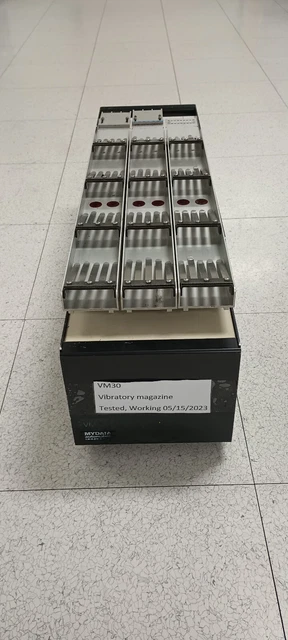 VM30
Vibratory magazine
Tested, Working 05/15/2023
MYDATA